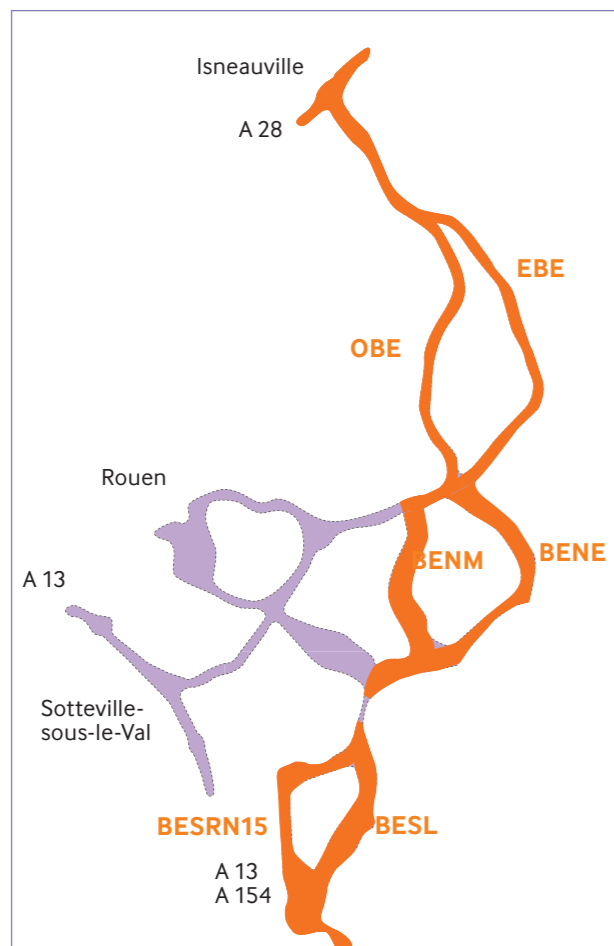 Isneauville
A 28
EBE
OBE
Rouen
BENM
BENE
A 13
Sotteville-
sous-le-Val
BESRN15
BESL
A 13
A 154